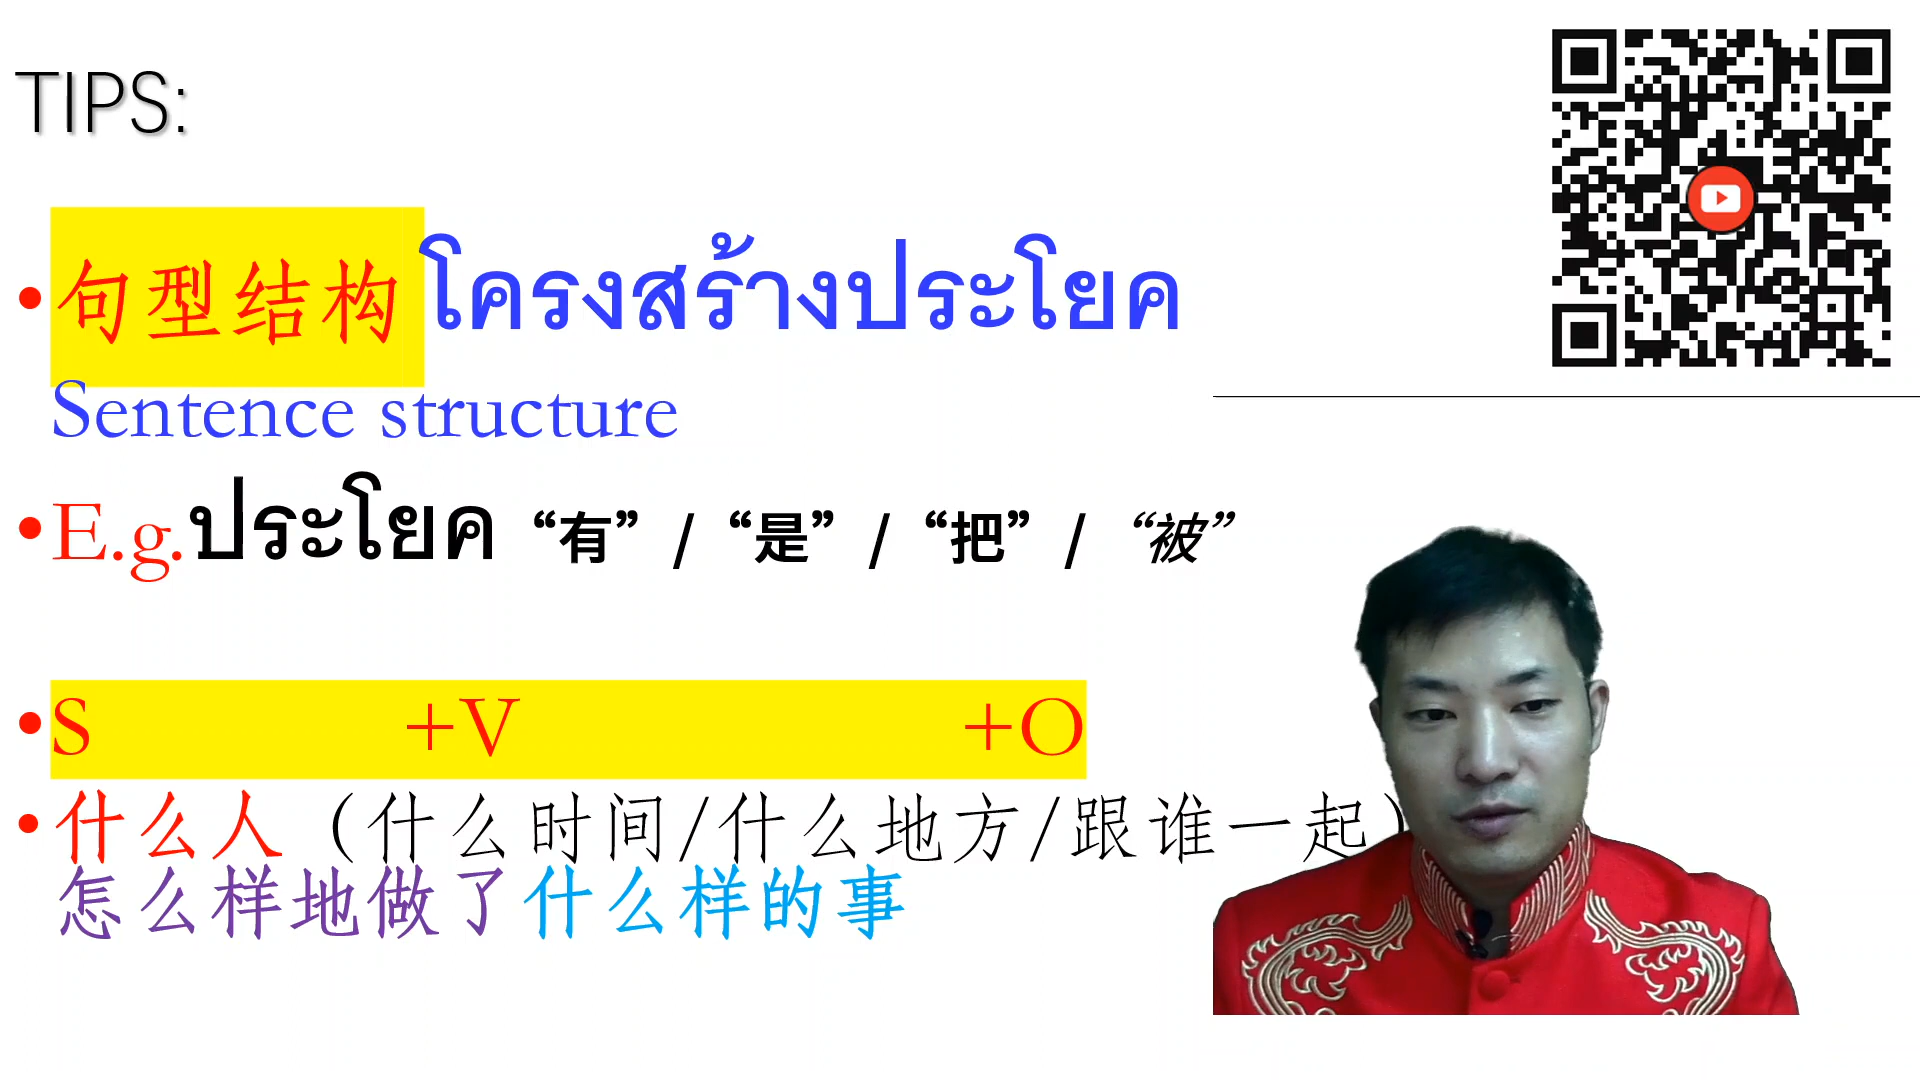 TIPS:
•句型结构 โครงสร้างประโยค
Sentence structure
•E.g.ประโยค “有” / “是” / “把” / “被”
•S +V +O
•什么人（什么时间/什么地方/跟谁一起）
怎么样地做了什么样的事